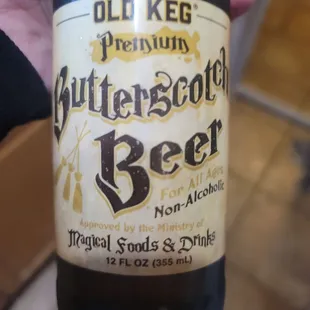 OLD KEG®
Premium
Butterscotch
Beer
For All Ages
Non-Alcoholic
Approved by the Ministry of
Magical Foods & Drinks
12 FL OZ (355 mL)